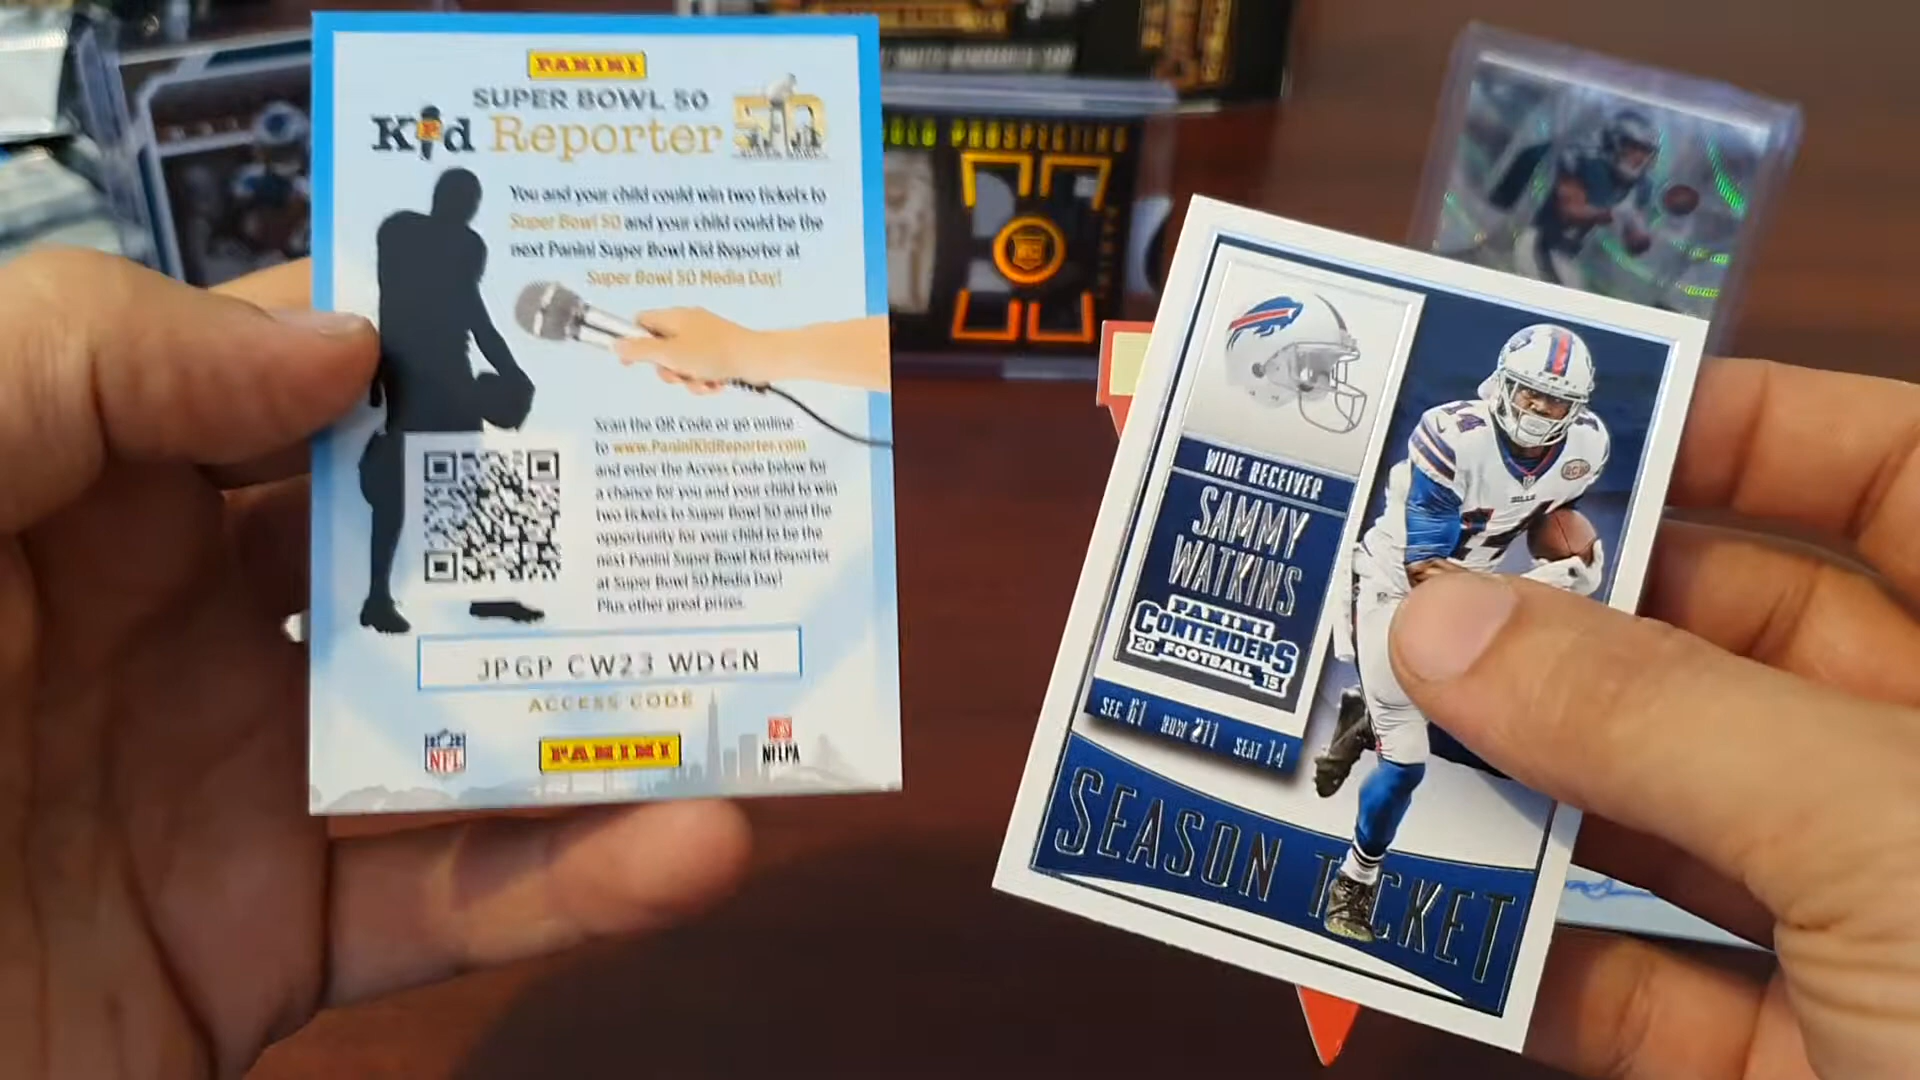 PANINI
SUPER BOWL 50
Kid Reporter
You and your child could win two tickets to
Super Bowl 50 and your child could be the
next Panini Super Bowl Kid Reporter at
Super Bowl 50 Media Day!
Scan the QR Code or go online
to www.PaniniKidReporter.com
and enter the Access Code below for
a chance for you and your child to win
two tickets to Super Bowl 50 and the
opportunity for your child to be the
next Panini Super Bowl Kid Reporter
at Super Bowl 50 Media Day!
Plus other great prizes.
JPGP CW23 WDGN
ACCESS CODE
NFL
PANINI
NFLPA
PROSPECTING
WIDE RECEIVER
SAMMY
WATKINS
PANINI
CONTENDERS
20 FOOTBALL 15
SEC 61 ROW 211 SEAT 14
SEASON TICKET
14
BILLS